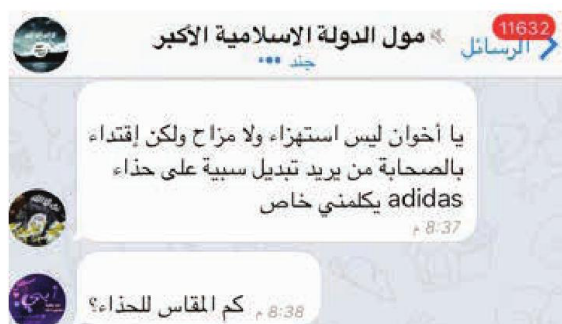 11632
الرسائل
مول الدولة الاسلامية الأكبر
جند •••
يا أخوان ليس استهزاء ولا مزاح ولكن إقتداء
بالصحابة من يريد تبديل سبية على حذاء
adidas يكلمني خاص
8:37 م
كم المقاس للحذاء؟
8:38 م